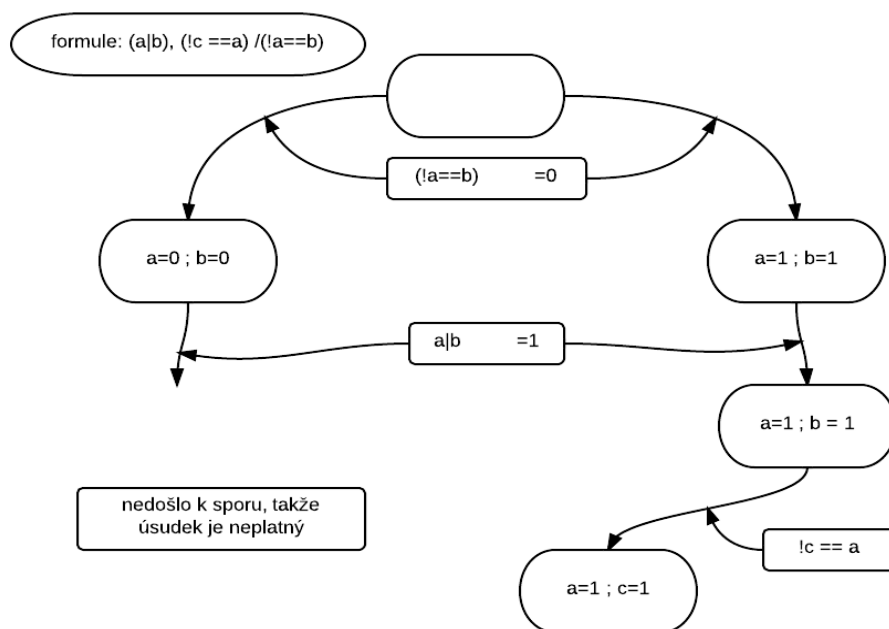 formule: (a|b), (!c ==a) /(!a==b)
(!a==b) =0
a=0 ; b=0
a=1 ; b=1
a|b =1
a=1 ; b = 1
nedošlo k sporu, takže
úsudek je neplatný
!c == a
a=1 ; c=1